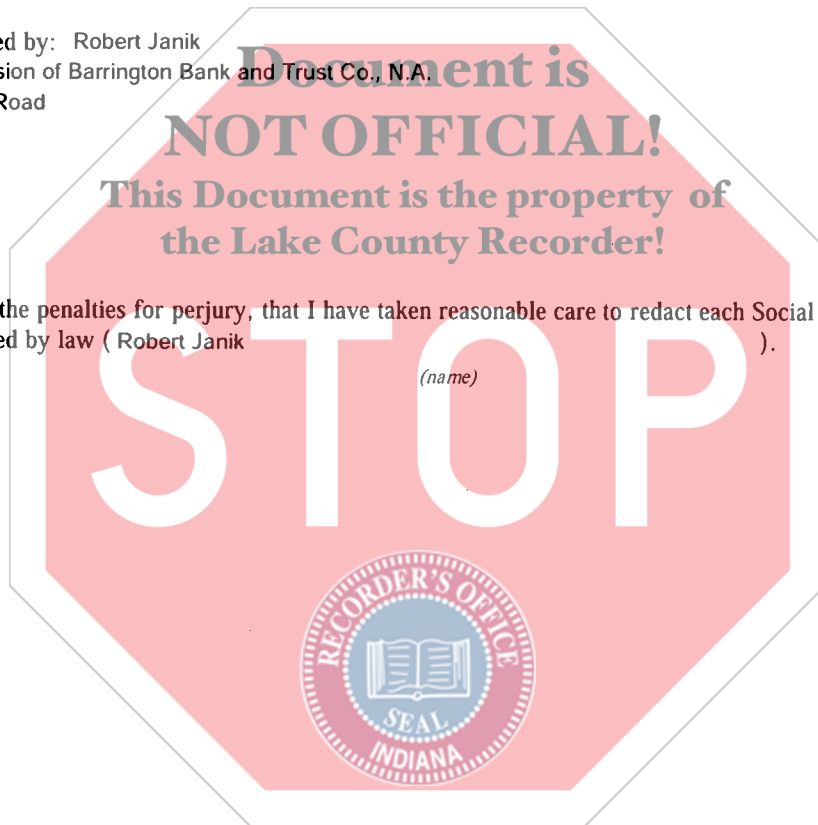 ed by: Robert Janik
sion of Barrington Bank and Trust Co., N.A.
Road
Document is
NOT OFFICIAL!
This Document is the property of
the Lake County Recorder!
the penalties for perjury, that I have taken reasonable care to redact each Social
ed by law ( Robert Janik ).
(name)
STOP
RECORDER'S OFFICE
SEAL
INDIANA